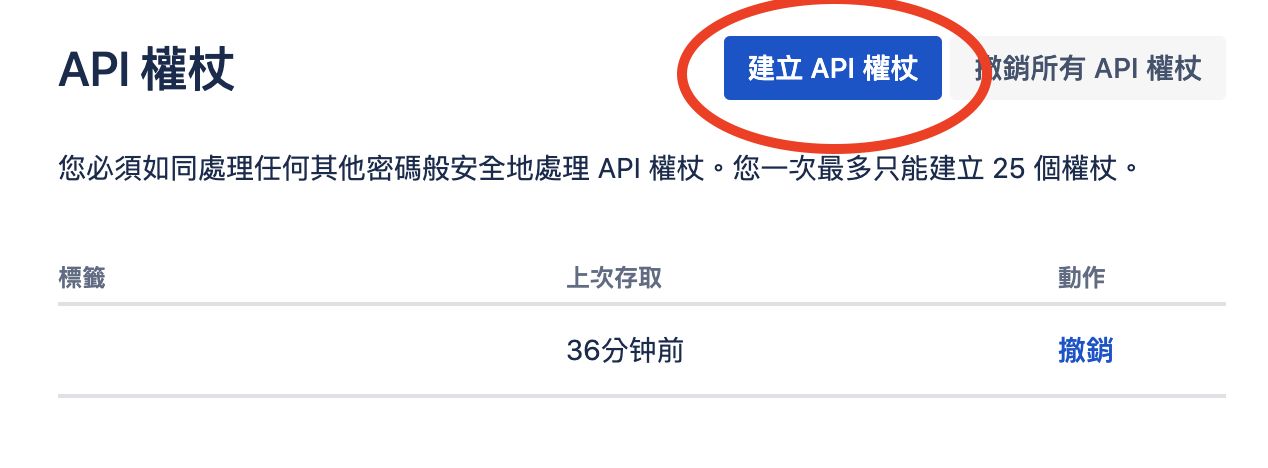 API 權杖
建立 API 權杖
撤銷所有 API 權杖
您必須如同處理任何其他密碼般安全地處理 API 權杖。您一次最多只能建立 25 個權杖。
標籤 上次存取 動作
36分钟前 撤銷